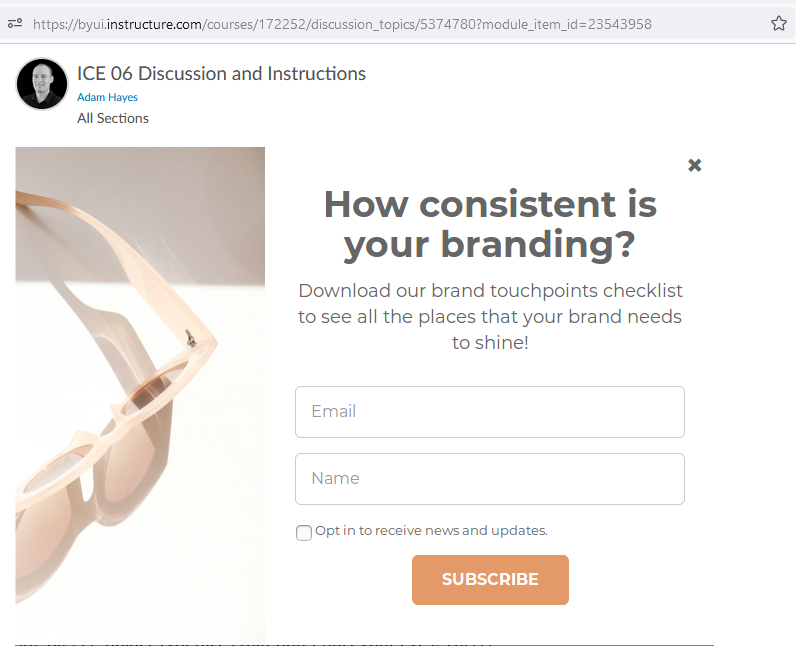 https://byui.instructure.com/courses/172252/discussion_topics/5374780?module_item_id=23543958
ICE 06 Discussion and Instructions
Adam Hayes
All Sections
How consistent is
your branding?
Download our brand touchpoints checklist
to see all the places that your brand needs
to shine!
Email
Name
Opt in to receive news and updates.
SUBSCRIBE